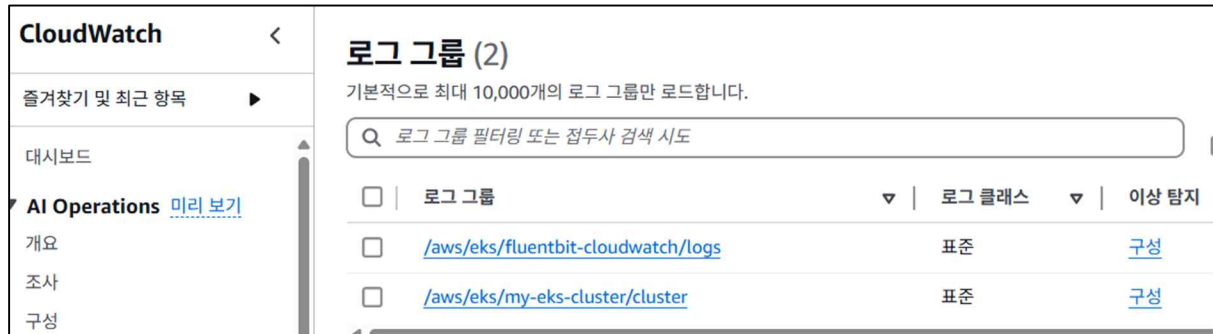 CloudWatch
즐겨찾기 및 최근 항목
대시보드
AI Operations 미리 보기
개요
조사
구성
로그 그룹 (2)
기본적으로 최대 10,000개의 로그 그룹만 로드합니다.
로그 그룹 필터링 또는 접두사 검색 시도
로그 그룹 로그 클래스 이상 탐지
/aws/eks/fluentbit-cloudwatch/logs 표준 구성
/aws/eks/my-eks-cluster/cluster 표준 구성